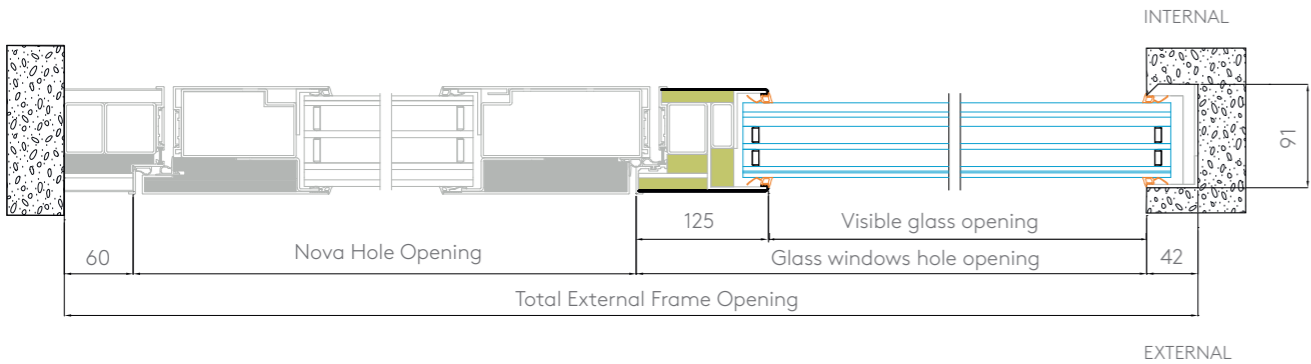 INTERNAL
91
125
Visible glass opening
60
Nova Hole Opening
Glass windows hole opening
42
Total External Frame Opening
EXTERNAL